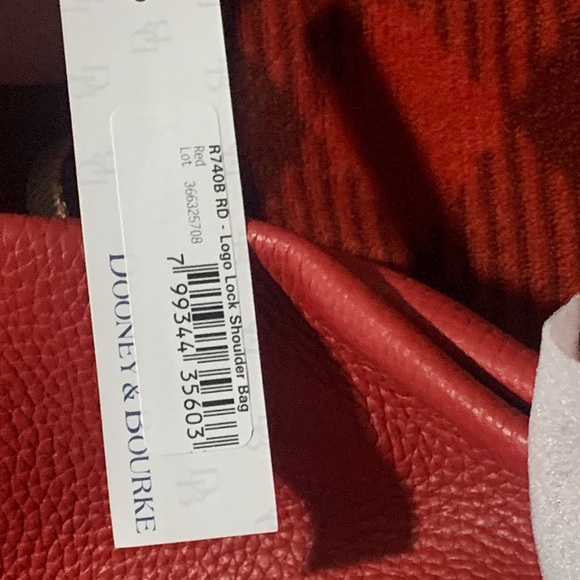 R740B RD - Logo Lock Shoulder Bag
Red
Lot 366325708
7 99344 35603
DOONEY & BOURKE